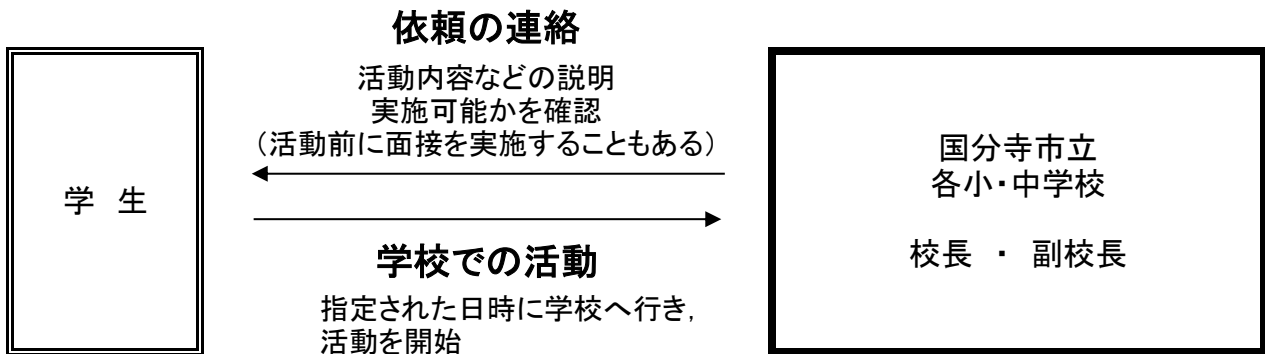 依頼の連絡
活動内容などの説明
実施可能かを確認
（活動前に面接を実施することもある）
学　生
国分寺市立
各小・中学校
校長　・　副校長
学校での活動
指定された日時に学校へ行き，
活動を開始